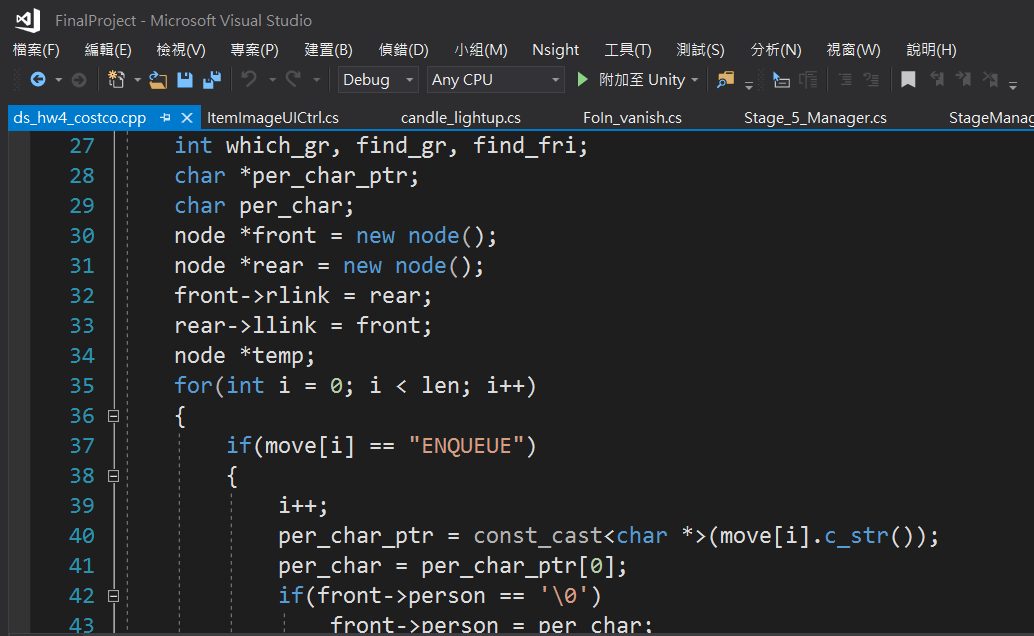 FinalProject - Microsoft Visual Studio
檔案(F) 編輯(E) 檢視(V) 專案(P) 建置(B) 偵錯(D) 小組(M) Nsight 工具(T) 測試(S) 分析(N) 視窗(W) 說明(H)
Debug Any CPU 附加至 Unity
ds_hw4_costco.cpp ItemImageUICtrl.cs candle_lightup.cs FoIn_vanish.cs Stage_5_Manager.cs StageManag
27 int which_gr, find_gr, find_fri;
28 char *per_char_ptr;
29 char per_char;
30 node *front = new node();
31 node *rear = new node();
32 front->rlink = rear;
33 rear->llink = front;
34 node *temp;
35 for(int i = 0; i < len; i++)
36 {
37 if(move[i] == "ENQUEUE")
38 {
39 i++;
40 per_char_ptr = const_cast<char *>(move[i].c_str());
41 per_char = per_char_ptr[0];
42 if(front->person == '\0')
43 front->person = per_char;